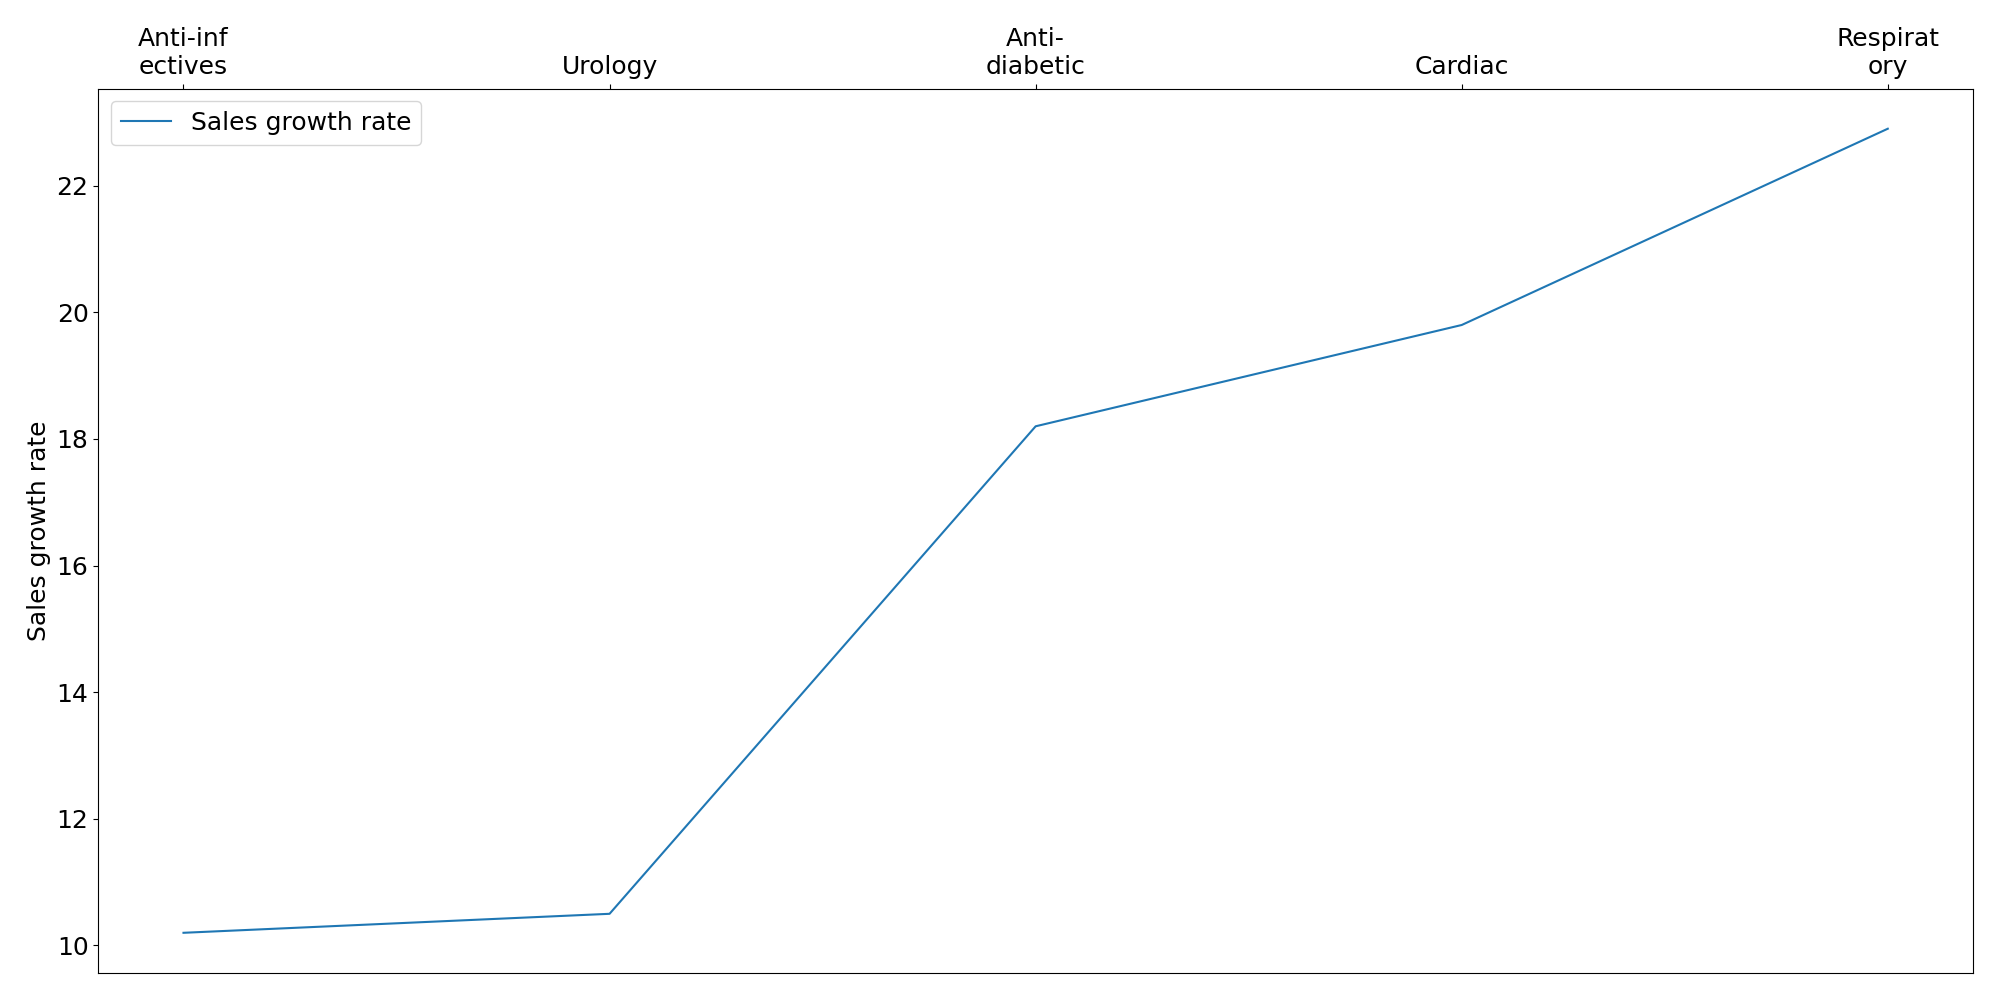 Anti-inf
ectives
Urology
Anti-
diabetic
Cardiac
Respirat
ory
Sales growth rate
22
20
18
16
14
12
10
Sales growth rate